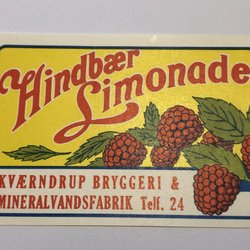 Hindbær
Limonade
KVÆRNDRUP BRYGGERI &
MINERALVANDSFABRIK Telf. 24